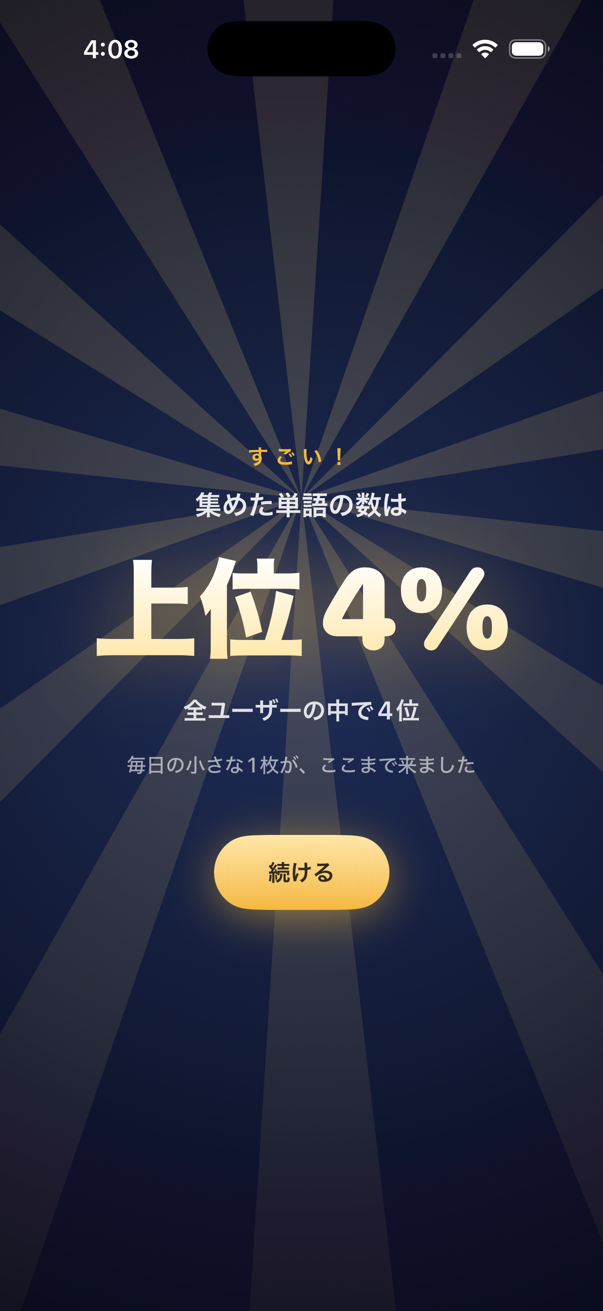 4:08
すごい！
集めた単語の数は
上位4%
全ユーザーの中で4位
毎日の小さな1枚が、ここまで来ました
続ける